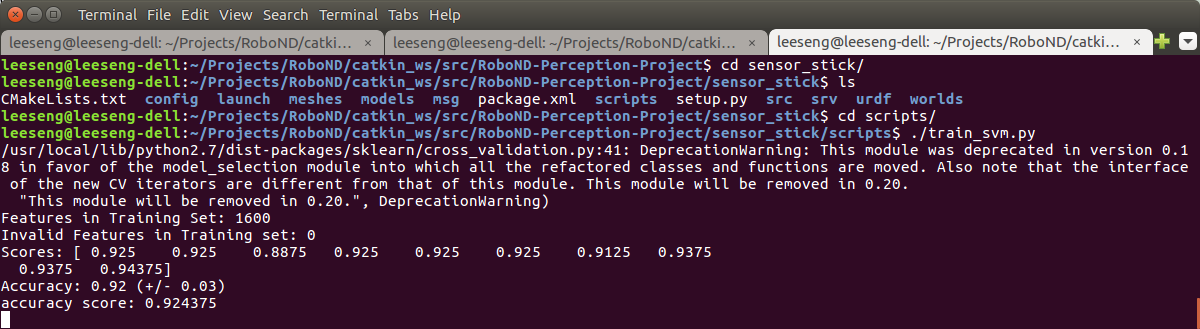 Terminal File Edit View Search Terminal Tabs Help
leeseng@leeseng-dell: ~/Projects/RoboND/catki... × leeseng@leeseng-dell: ~/Projects/RoboND/catki... × leeseng@leeseng-dell: ~/Projects/RoboND/catki... ×
leeseng@leeseng-dell:~/Projects/RoboND/catkin_ws/src/RoboND-Perception-Project$ cd sensor_stick/
leeseng@leeseng-dell:~/Projects/RoboND/catkin_ws/src/RoboND-Perception-Project/sensor_stick$ ls
CMakeLists.txt config launch meshes models msg package.xml scripts setup.py src srv urdf worlds
leeseng@leeseng-dell:~/Projects/RoboND/catkin_ws/src/RoboND-Perception-Project/sensor_stick$ cd scripts/
leeseng@leeseng-dell:~/Projects/RoboND/catkin_ws/src/RoboND-Perception-Project/sensor_stick/scripts$ ./train_svm.py
/usr/local/lib/python2.7/dist-packages/sklearn/cross_validation.py:41: DeprecationWarning: This module was deprecated in version 0.1
8 in favor of the model_selection module into which all the refactored classes and functions are moved. Also note that the interface
of the new CV iterators are different from that of this module. This module will be removed in 0.20.
"This module will be removed in 0.20.", DeprecationWarning)
Features in Training Set: 1600
Invalid Features in Training set: 0
Scores: [ 0.925 0.925 0.8875 0.925 0.925 0.925 0.9125 0.9375
0.9375 0.94375]
Accuracy: 0.92 (+/- 0.03)
accuracy score: 0.924375